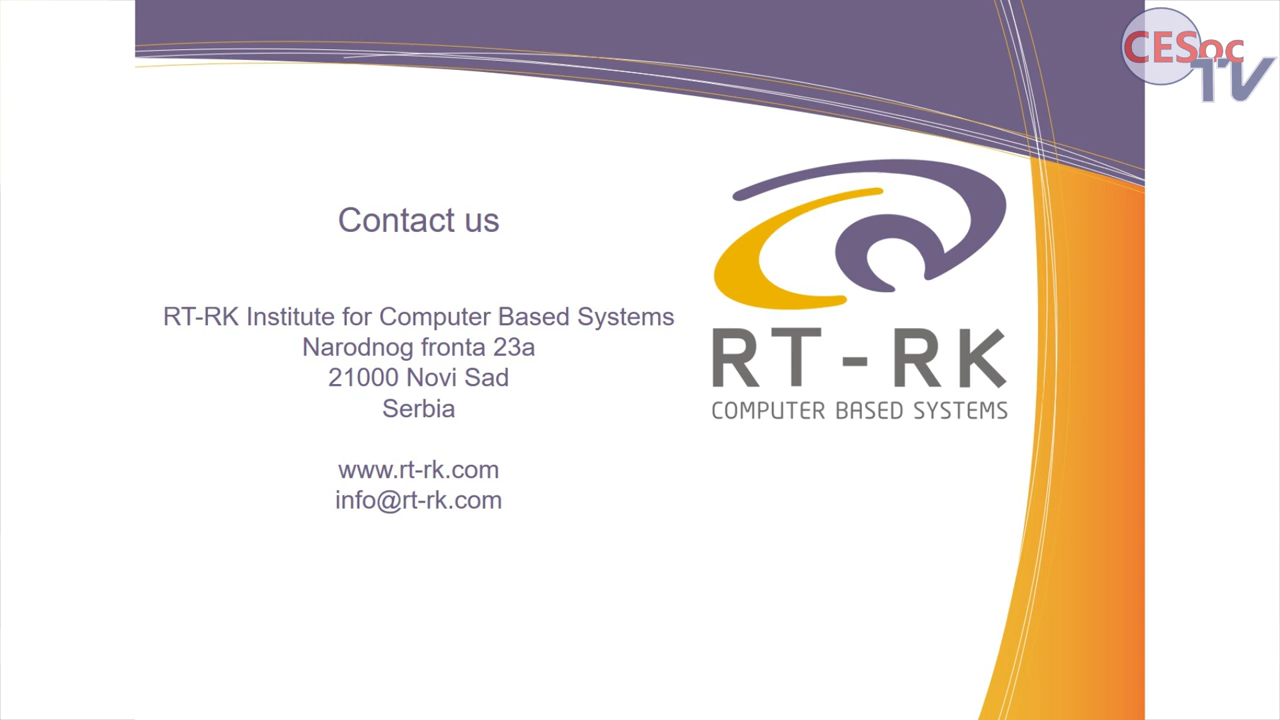 CESoc
TV
Contact us
RT-RK Institute for Computer Based Systems
Narodnog fronta 23a
21000 Novi Sad
Serbia
www.rt-rk.com
info@rt-rk.com
RT-RK
COMPUTER BASED SYSTEMS